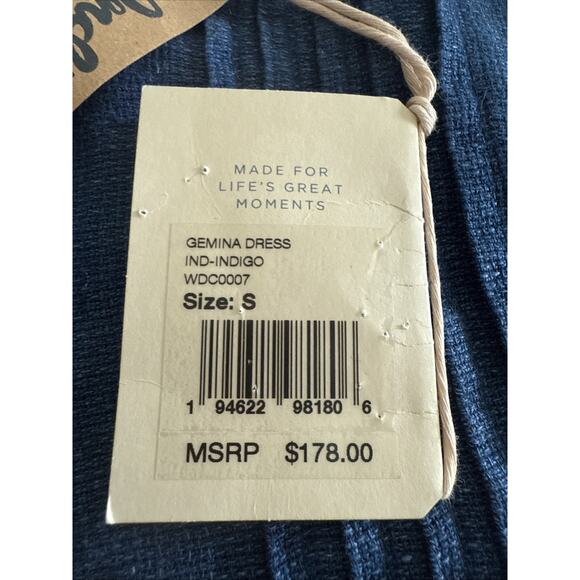 MADE FOR
LIFE'S GREAT
MOMENTS
GEMINA DRESS
IND-INDIGO
WDC0007
Size: S
1 94622 98180 6
MSRP $178.00